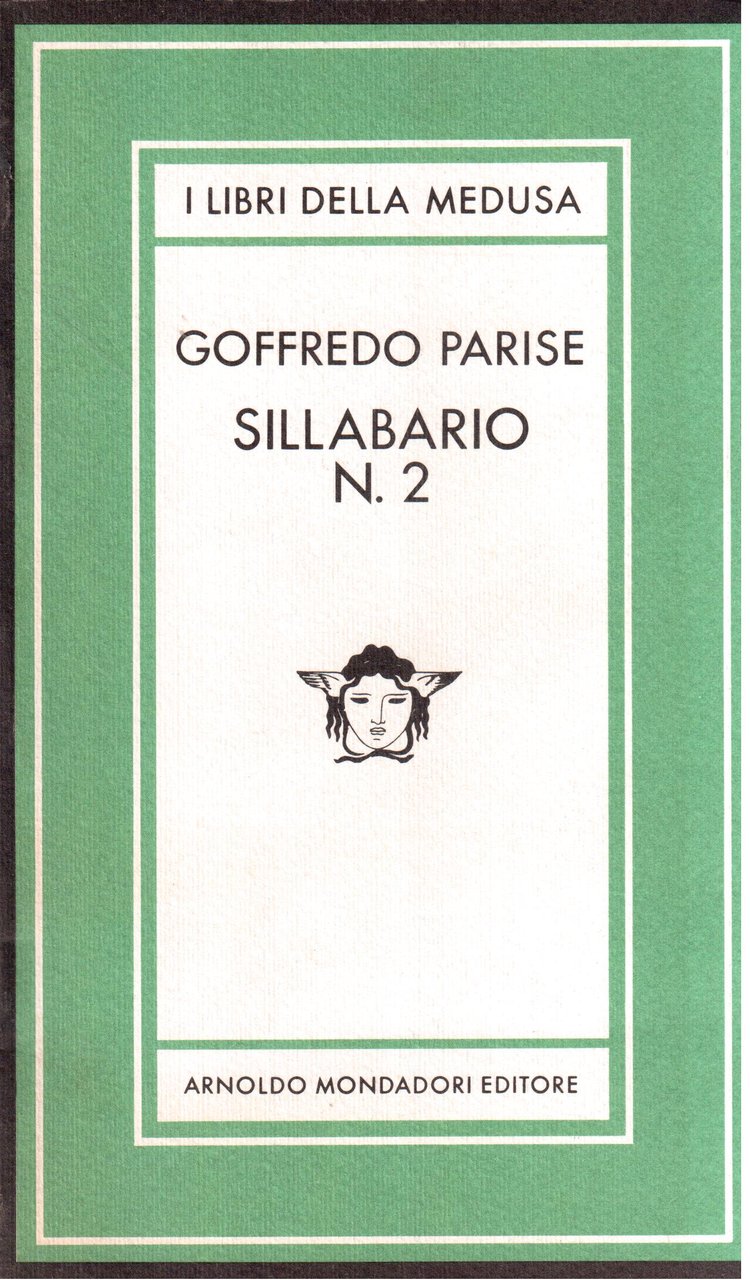 I LIBRI DELLA MEDUSA
GOFFREDO PARISE
SILLABARIO
N. 2
ARNOLDO MONDADORI EDITORE